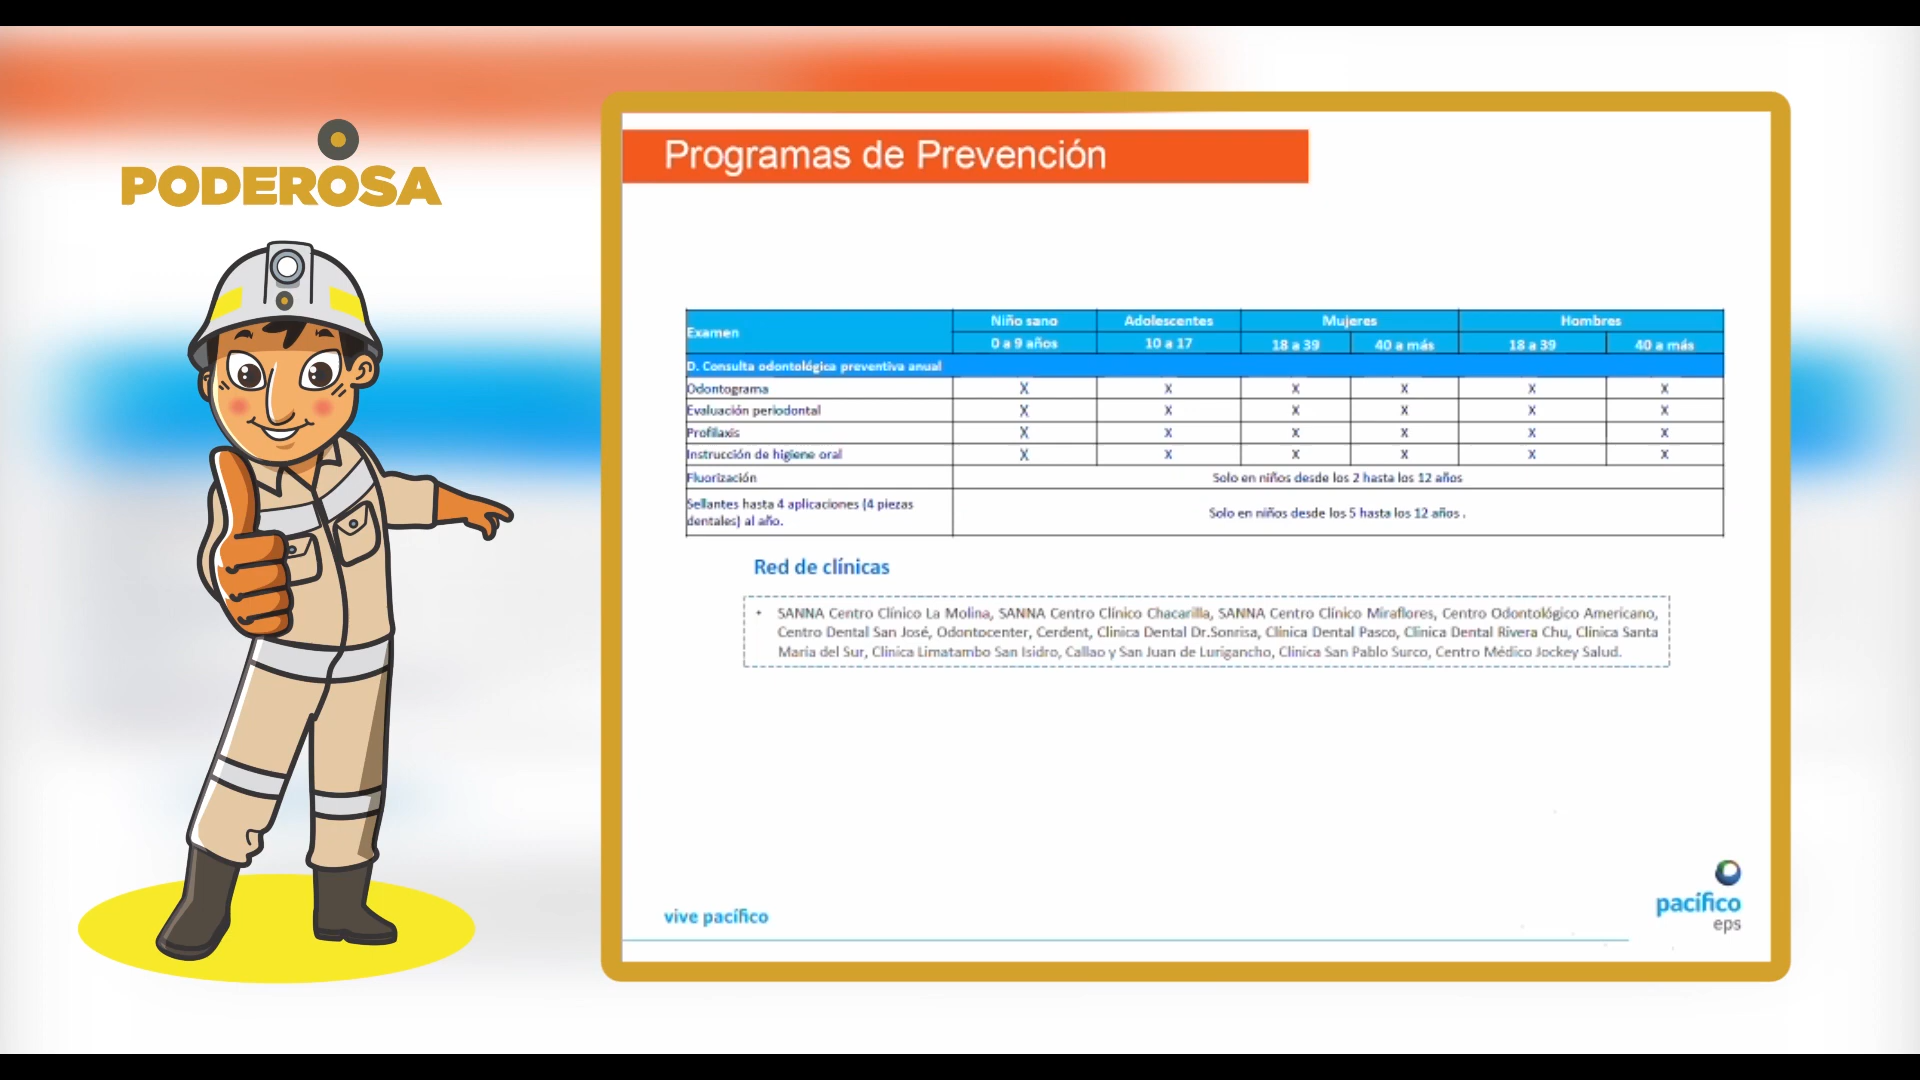 PODEROSA
Programas de Prevención
Examen Niño sano Adolescentes Mujeres Hombres
0 a 9 años 10 a 17 18 a 39 40 a más 18 a 39 40 a más
D. Consulta odontológica preventiva anual
Odontograma X X X X X X
Evaluación periodontal X X X X X X
Profilaxis X X X X X X
Instrucción de higiene oral X X X X X X
Fluorización Solo en niños desde los 2 hasta los 12 años
Sellantes hasta 4 aplicaciones (4 piezas
dentales) al año. Solo en niños desde los 5 hasta los 12 años .
Red de clínicas
• SANNA Centro Clínico La Molina, SANNA Centro Clínico Chacarilla, SANNA Centro Clínico Miraflores, Centro Odontológico Americano,
Centro Dental San José, Odontocenter, Cerdent, Clinica Dental Dr.Sonrisa, Clínica Dental Pasco, Clinica Dental Rivera Chu, Clinica Santa
Maria del Sur, Clinica Limatambo San Isidro, Callao y San Juan de Lurigancho, Clinica San Pablo Surco, Centro Médico Jockey Salud.
vive pacífico
pacífico
eps